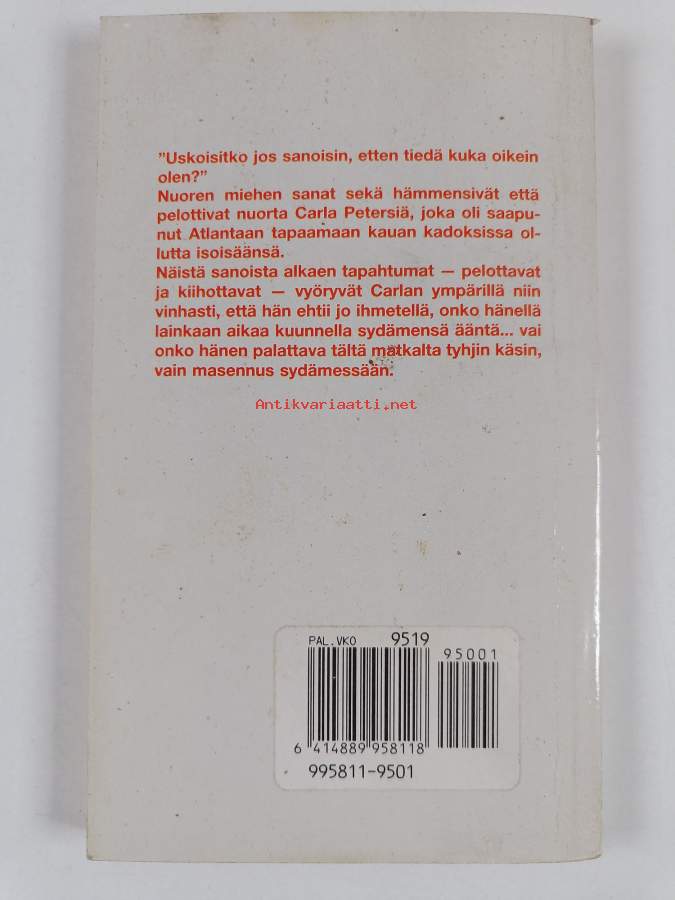 "Uskoisitko jos sanoisin, etten tiedä kuka oikein
olen?"
Nuoren miehen sanat sekä hämmensivät että
pelottivat nuorta Carla Petersiä, joka oli saapu-
nut Atlantaan tapaamaan kauan kadoksissa ol-
lutta isoisäänsä.
Näistä sanoista alkaen tapahtumat — pelottavat
ja kiihottavat — vyöryvät Carlan ympärillä niin
vinhasti, että hän ehtii jo ihmetellä, onko hänellä
lainkaan aikaa kuunnella sydämensä ääntä... vai
onko hänen palattava tältä matkalta tyhjin käsin,
vain masennus sydämessään.
Antikvariaatti.net
PAL.VKO 9519
95001
6 414889 958118
995811-9501